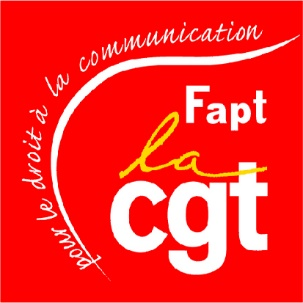 pour le droit à la communication
Fapt
la
cgt